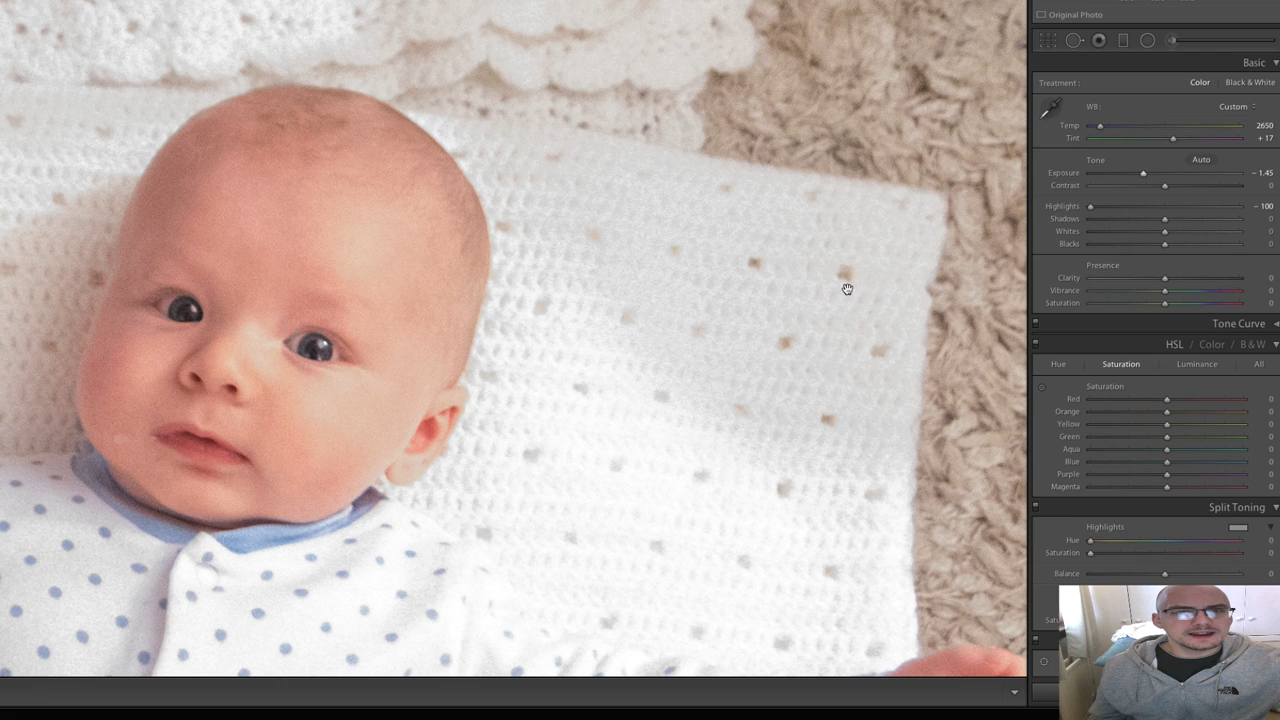 Original Photo
Basic
Treatment : Color Black & White
WB: Custom
Temp 2650
Tint + 17
Tone Auto
Exposure − 1.45
Contrast 0
Highlights − 100
Shadows 0
Whites 0
Blacks 0
Presence
Clarity 0
Vibrance 0
Saturation 0
Tone Curve
HSL / Color / B & W
Hue Saturation Luminance All
Saturation
Red 0
Orange 0
Yellow 0
Green 0
Aqua 0
Blue 0
Purple 0
Magenta 0
Split Toning
Highlights
Hue 0
Saturation 0
Balance 0
Satu